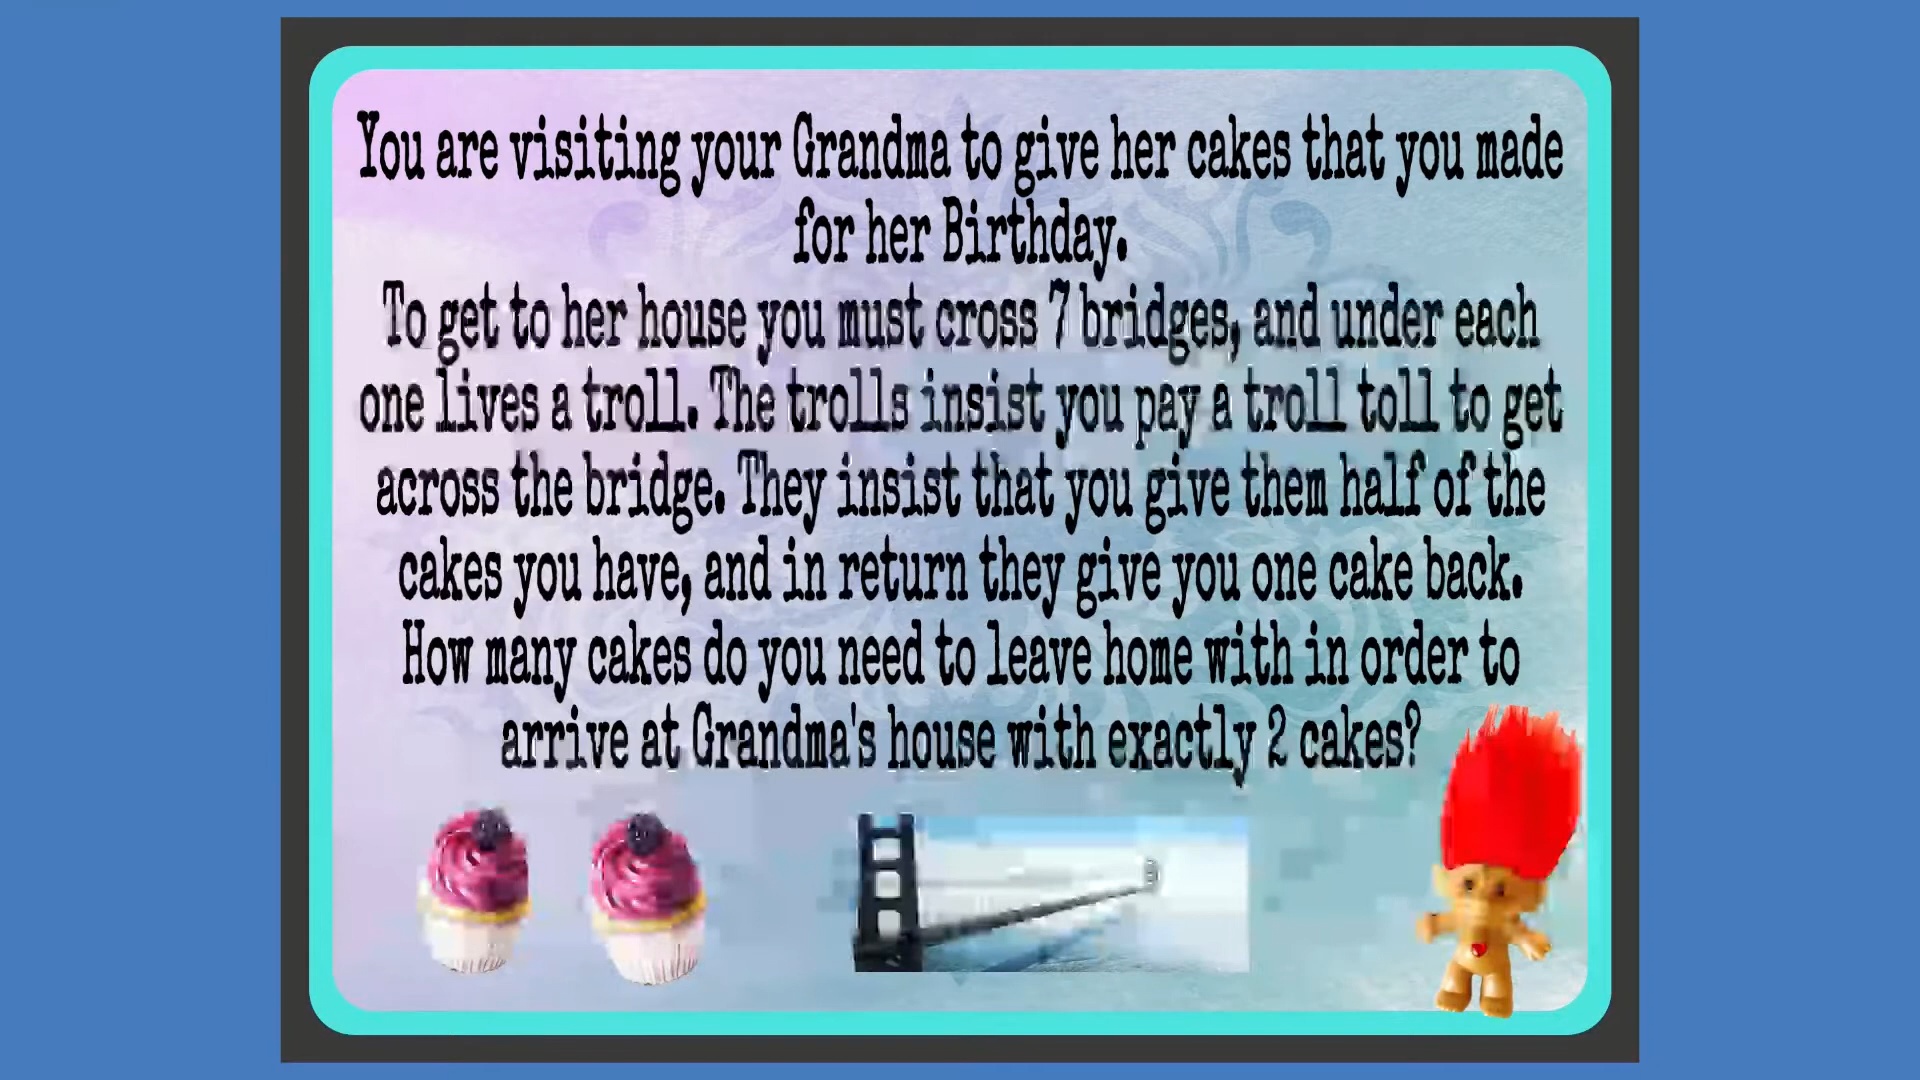 You are visiting your Grandma to give her cakes that you made
for her Birthday.
To get to her house you must cross 7 bridges, and under each
one lives a troll. The trolls insist you pay a troll toll to get
across the bridge. They insist that you give them half of the
cakes you have, and in return they give you one cake back.
How many cakes do you need to leave home with in order to
arrive at Grandma's house with exactly 2 cakes?